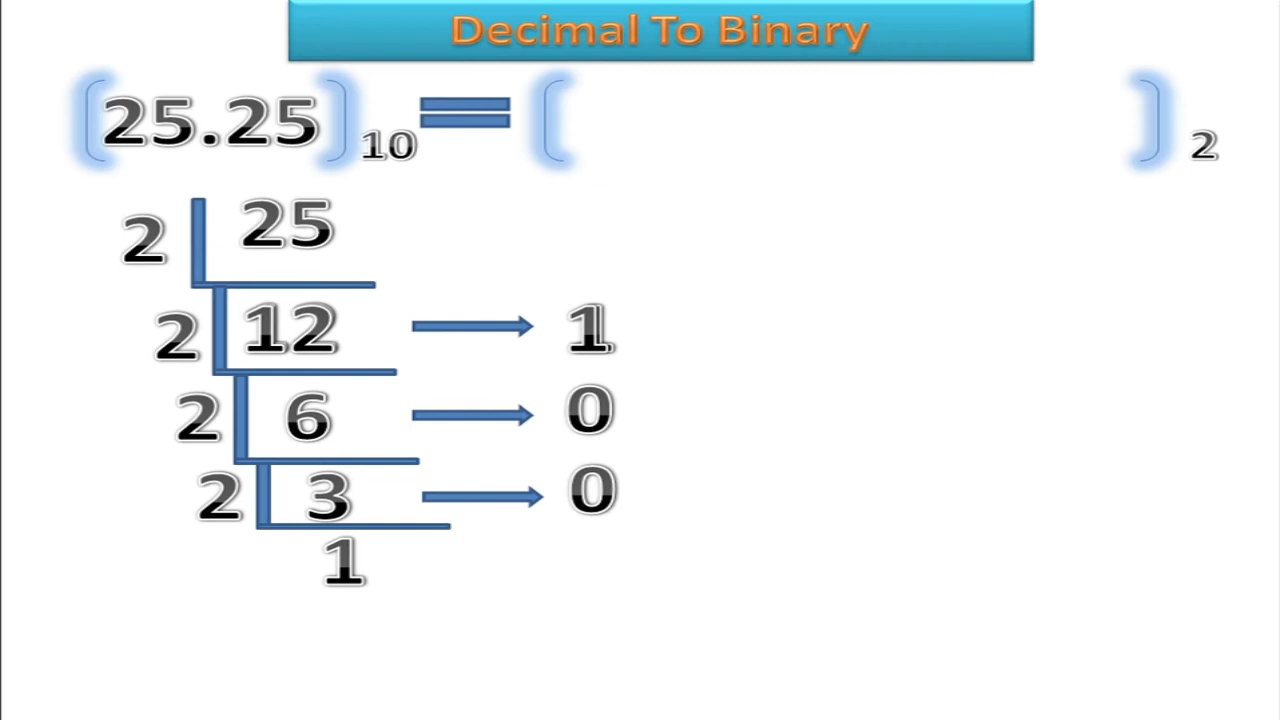 Decimal To Binary
(25.25)10 = ( )2
2 25
2 12 → 1
2 6 → 0
2 3 → 0
1